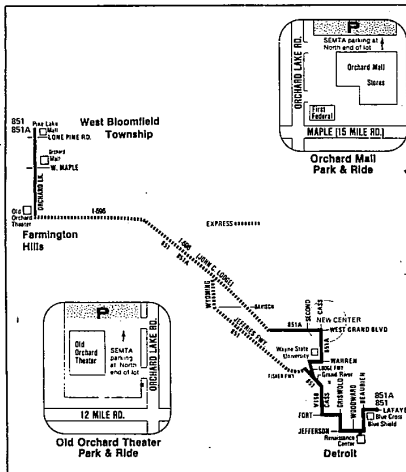 P
SEMTA parking at
North end of lot
ORCHARD LAKE RD.
Orchard Mall
Stores
First
Federal
MAPLE (15 MILE RD.)
Orchard Mall
Park & Ride
851
851A
Pine Lake
Mall
LONE PINE RD.
West Bloomfield
Township
Orchard
Mall
W. MAPLE
ORCHARD LK.
Old
Orchard
Theater
I-696
Farmington
Hills
EXPRESS
I-696
(JOHN C. LODGE)
851
851A
WYOMING
DAVISON
JEFFRIES FWY.
851
SECOND
CASS
NEW CENTER
851A
WEST GRAND BLVD
851A
Wayne State
University
WARREN
LODGE FWY
Grand River
FISHER FWY
851
CASS
GRISWOLD
WOODWARD
BEAUBIEN
FORT
JEFFERSON
Renaissance
Center
851A
851
LAFAYE
Blue Cross
Blue Shield
Detroit
P
Old
Orchard
Theater
SEMTA
parking
at north
end of lot
ORCHARD LAKE RD.
12 MILE RD.
Old Orchard Theater
Park & Ride